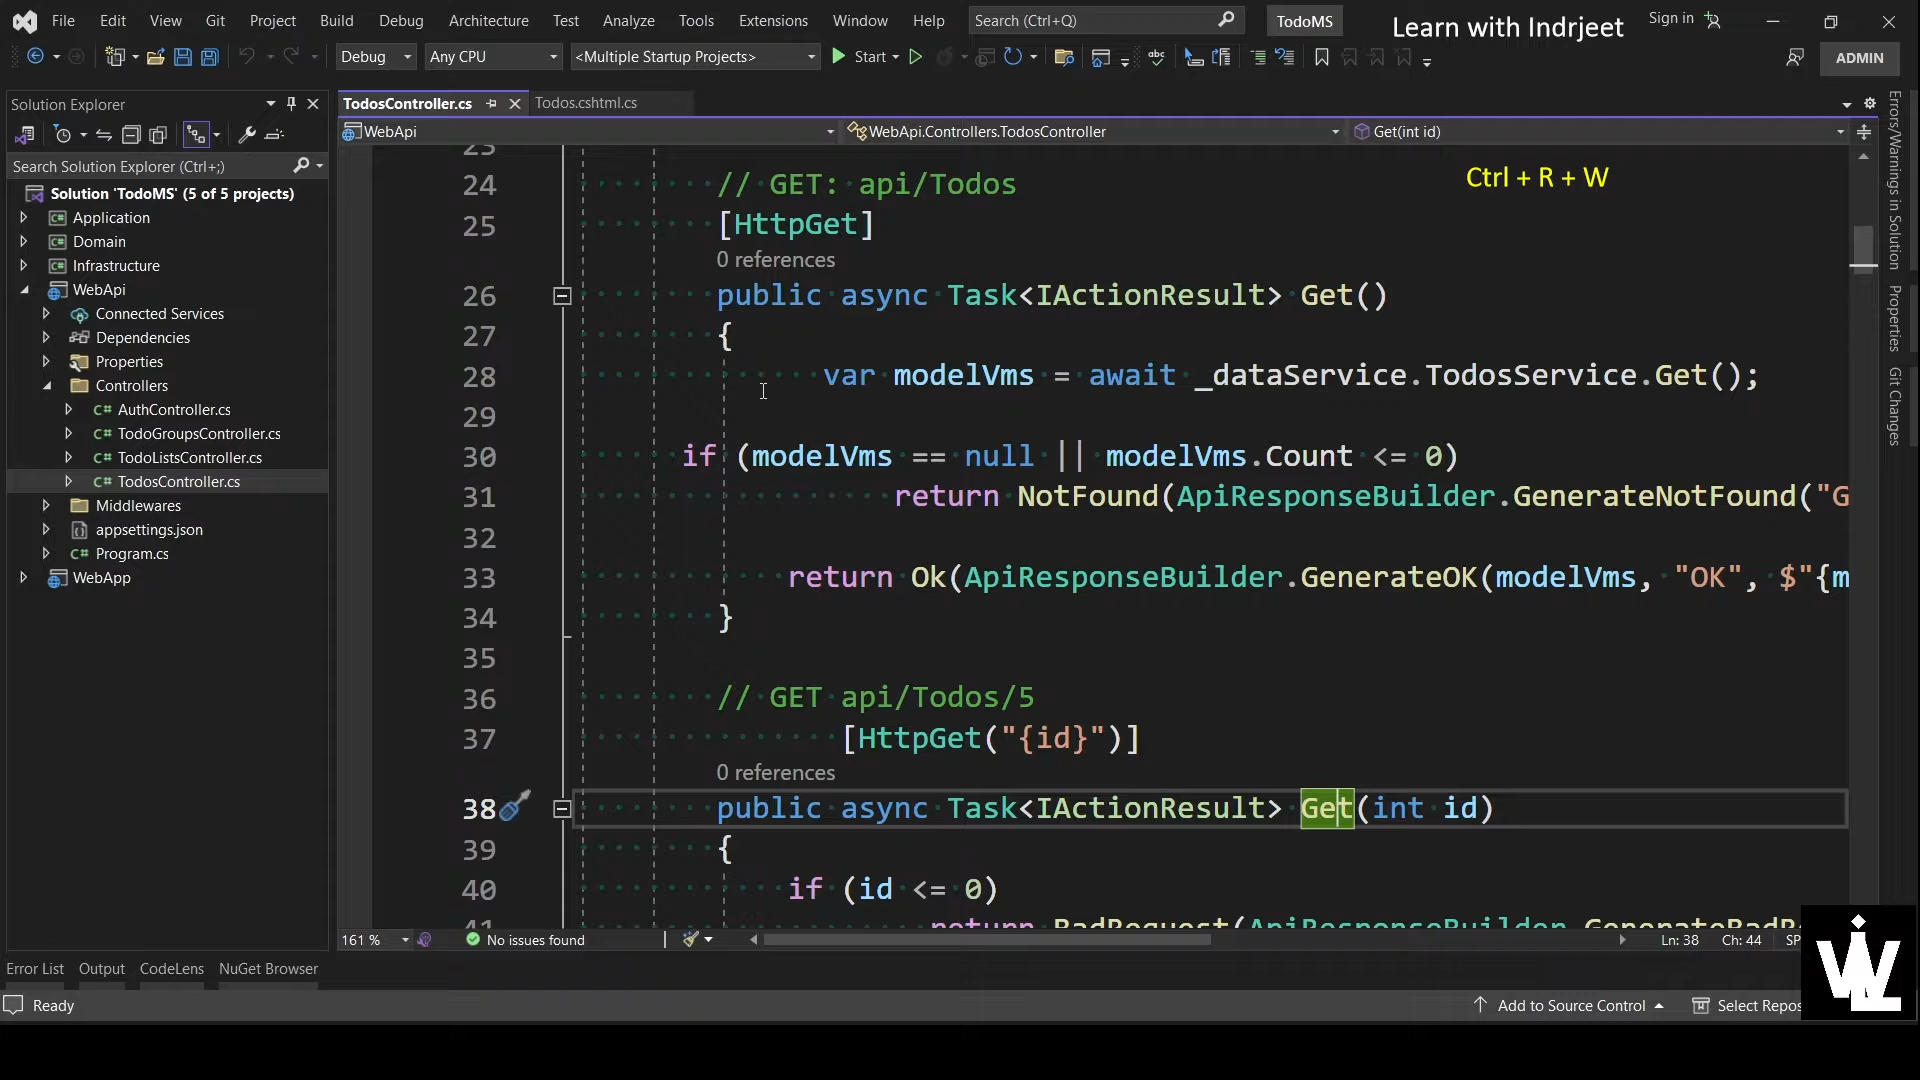 File Edit View Git Project Build Debug Architecture Test Analyze Tools Extensions Window Help Search (Ctrl+Q) TodoMS Learn with Indrjeet Sign in
Debug Any CPU <Multiple Startup Projects> Start ADMIN
Solution Explorer
Search Solution Explorer (Ctrl+;)
Solution 'TodoMS' (5 of 5 projects)
Application
Domain
Infrastructure
WebApi
Connected Services
Dependencies
Properties
Controllers
AuthController.cs
TodoGroupsController.cs
TodoListsController.cs
TodosController.cs
Middlewares
appsettings.json
Program.cs
WebApp
TodosController.cs Todos.cshtml.cs
WebApi WebApi.Controllers.TodosController Get(int id)
Ctrl + R + W
23
24 // GET: api/Todos
25 [HttpGet]
0 references
26 public async Task<IActionResult> Get()
27 {
28 var modelVms = await _dataService.TodosService.Get();
29
30 if (modelVms == null || modelVms.Count <= 0)
31 return NotFound(ApiResponseBuilder.GenerateNotFound("G
32
33 return Ok(ApiResponseBuilder.GenerateOK(modelVms, "OK", $"{m
34 }
35
36 // GET api/Todos/5
37 [HttpGet("{id}")]
0 references
38 public async Task<IActionResult> Get(int id)
39 {
40 if (id <= 0)
41 return BadRequest(ApiResponseBuilder.GenerateBadR
161 % No issues found Ln: 38 Ch: 44 SP
Errors/Warnings in Solution
Properties
Git Changes
Error List Output CodeLens NuGet Browser
Ready Add to Source Control Select Repos